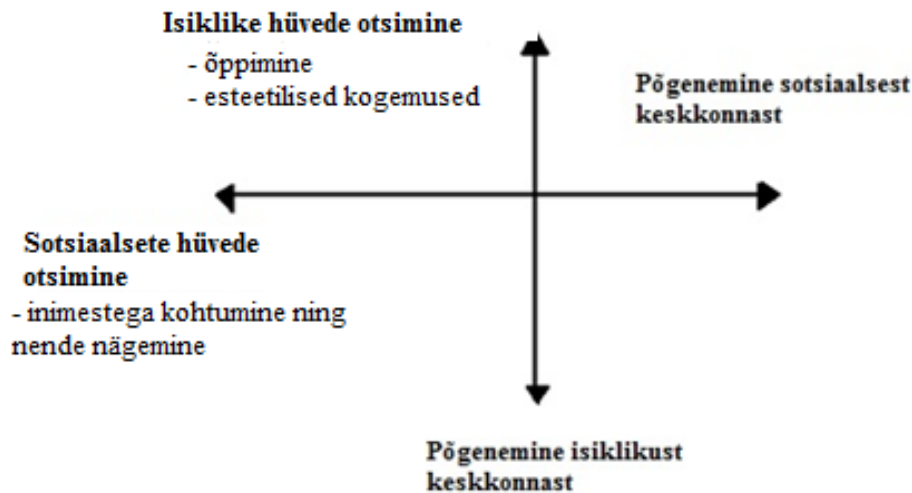 Isiklike hüvede otsimine
- õppimine
- esteetilised kogemused
Põgenemine sotsiaalsest
keskkonnast
Sotsiaalsete hüvede
otsimine
- inimestega kohtumine ning
nende nägemine
Põgenemine isiklikust
keskkonnast